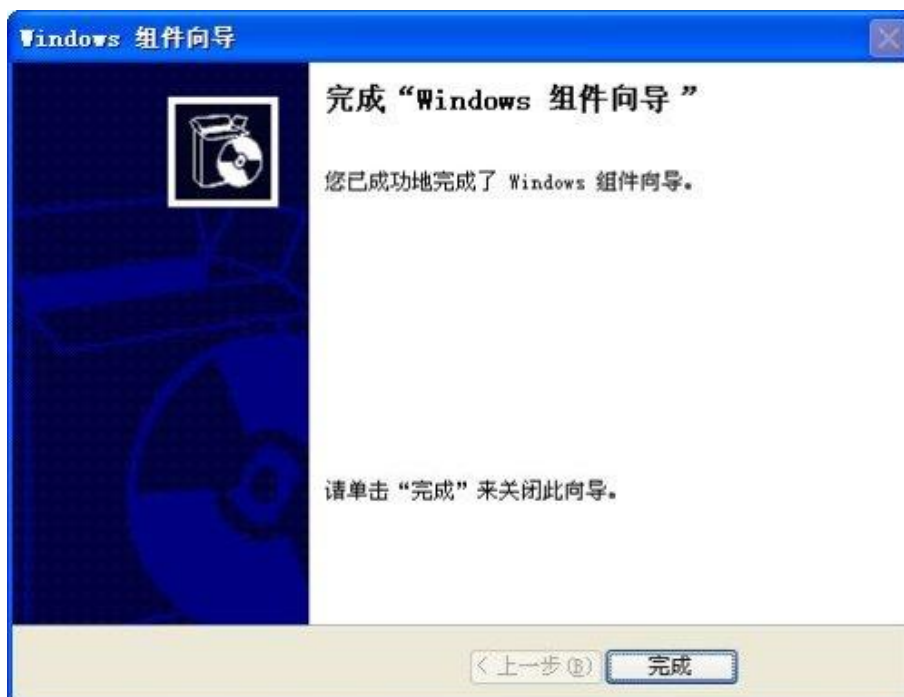 Windows 组件向导
完成“Windows 组件向导”
您已成功地完成了 Windows 组件向导。
请单击“完成”来关闭此向导。
< 上一步(B) 完成